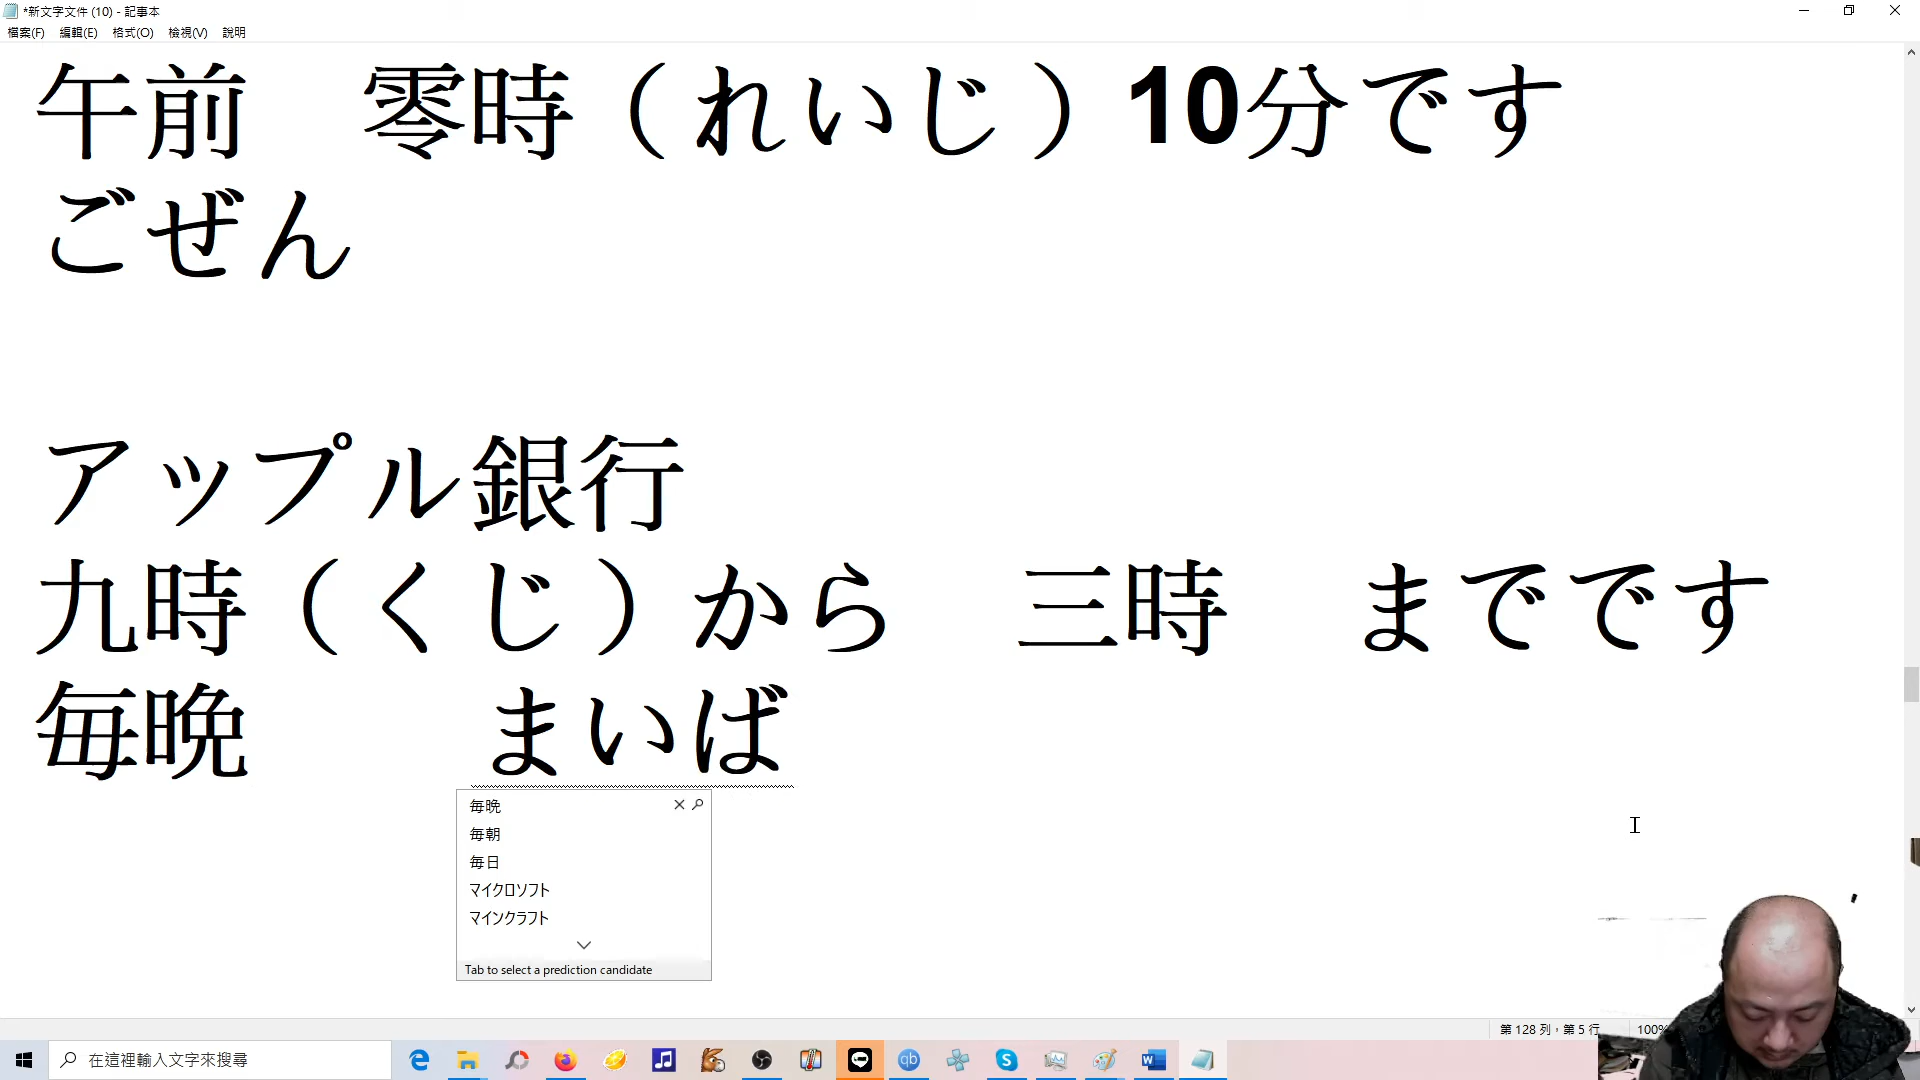 *新文字文件 (10) - 記事本
檔案(F) 編輯(E) 格式(O) 檢視(V) 說明
午前　零時（れいじ）10分です
ごぜん
アップル銀行
九時（くじ）から　三時　までです
毎晩　　まいば
毎晩
毎朝
毎日
マイクロソフト
マインクラフト
Tab to select a prediction candidate
第 128 列，第 5 行 100%
在這裡輸入文字來搜尋